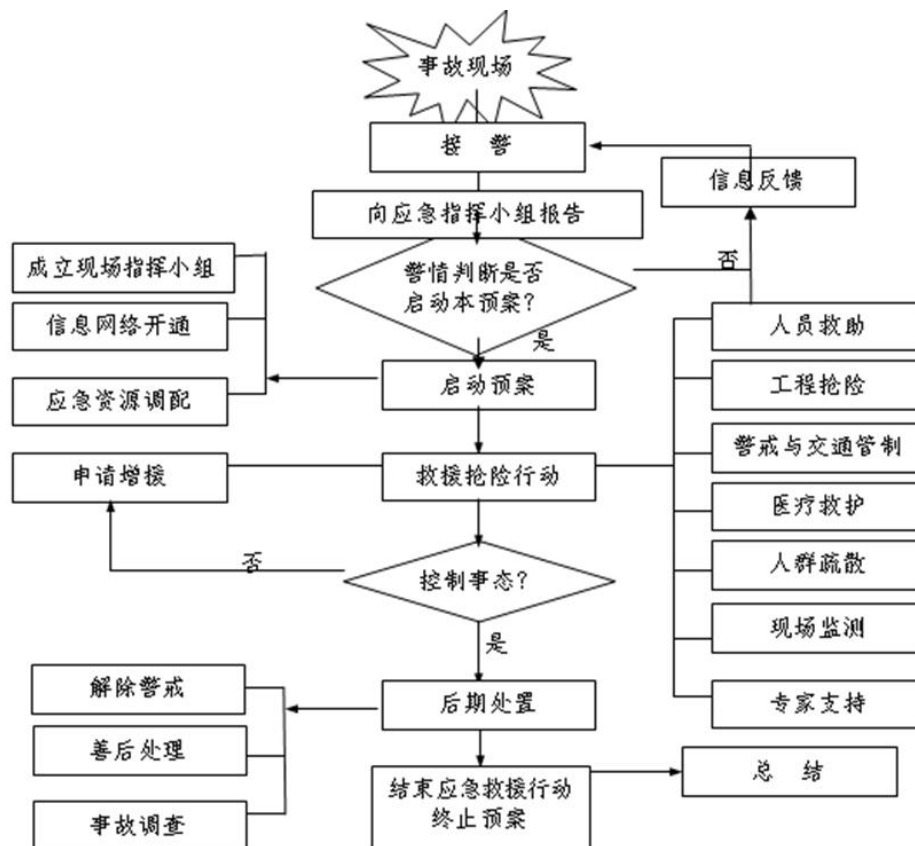 事故现场
接 警
信息反馈
向应急指挥小组报告
成立现场指挥小组
警情判断是否
启动本预案？
否
信息网络开通
是
人员救助
启动预案
工程抢险
应急资源调配
警戒与交通管制
申请增援
救援抢险行动
医疗救护
否
控制事态？
人群疏散
现场监测
是
解除警戒
后期处置
专家支持
善后处理
结束应急救援行动
终止预案
总 结
事故调查